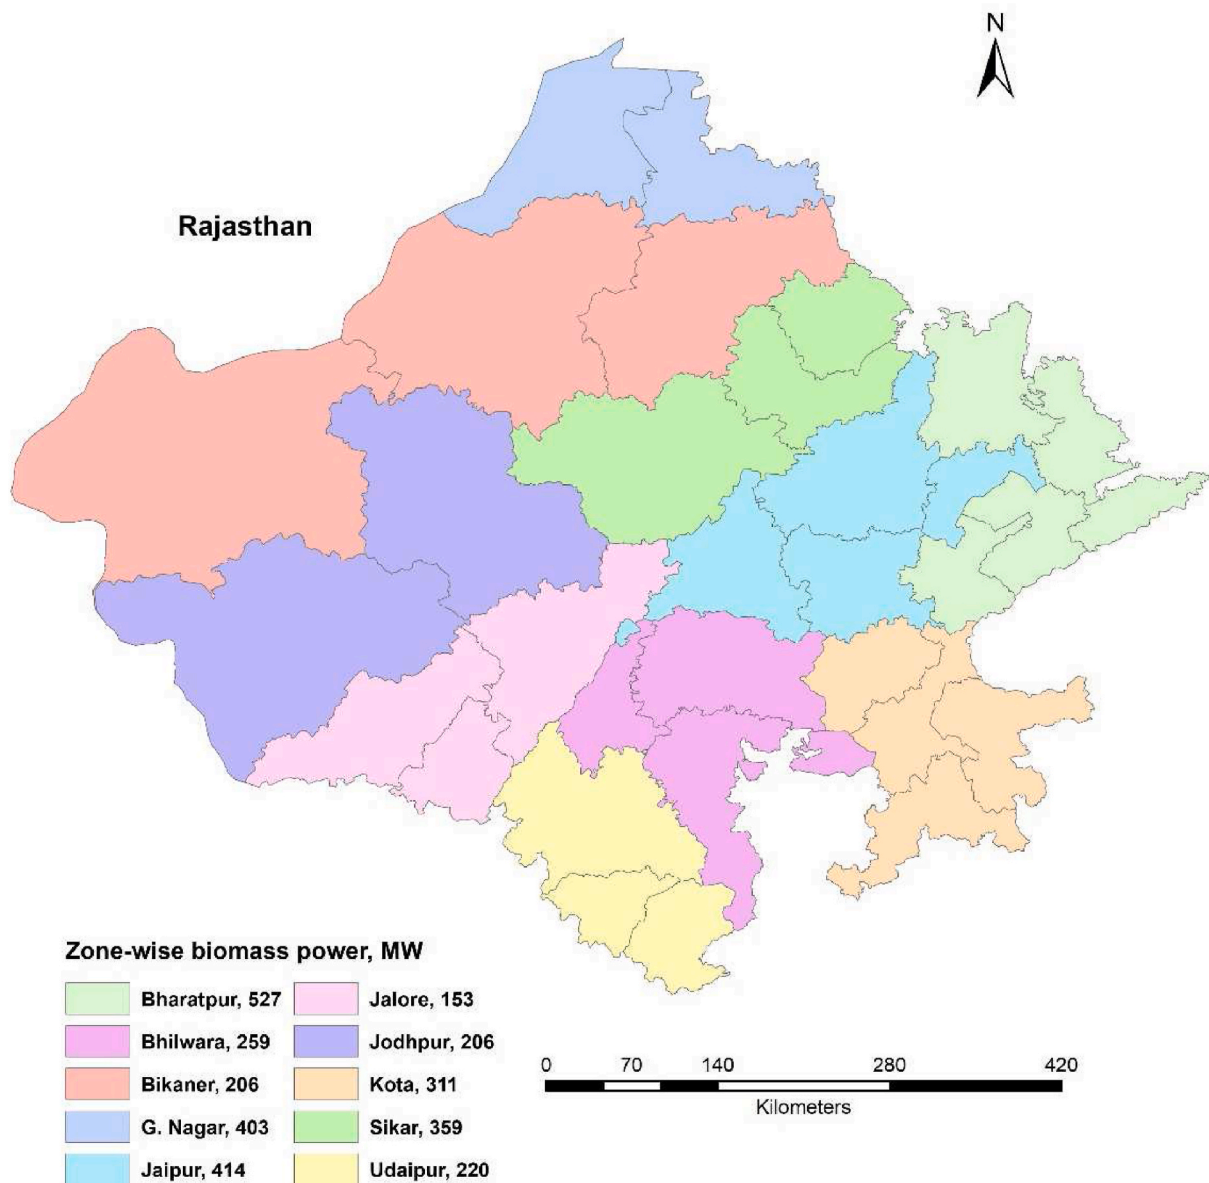 N
Rajasthan
Zone-wise biomass power, MW
Bharatpur, 527
Jalore, 153
Bhilwara, 259
Jodhpur, 206
Bikaner, 206
Kota, 311
G. Nagar, 403
Sikar, 359
Jaipur, 414
Udaipur, 220
0 70 140 280 420
Kilometers